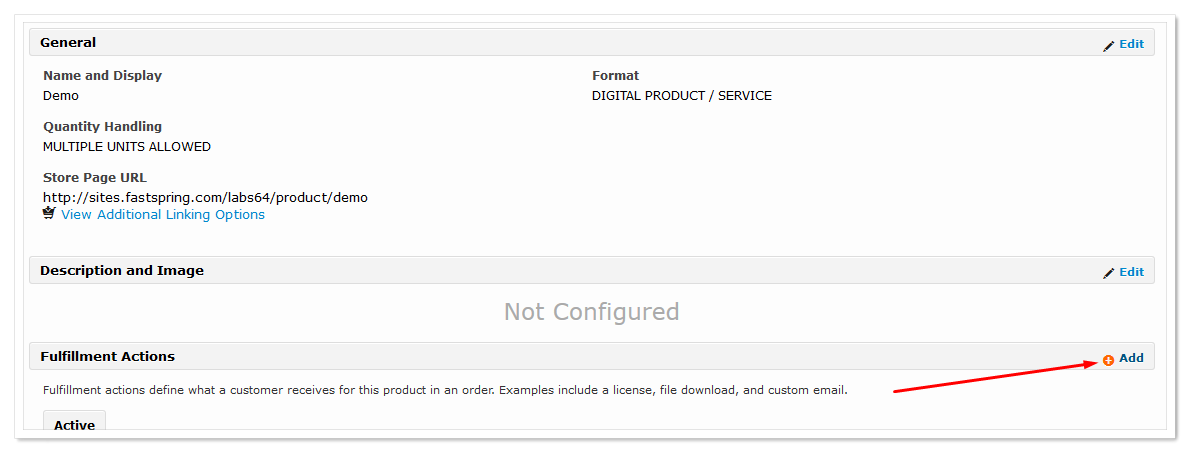 General
Edit
Name and Display
Format
Demo
DIGITAL PRODUCT / SERVICE
Quantity Handling
MULTIPLE UNITS ALLOWED
Store Page URL
http://sites.fastspring.com/labs64/product/demo
View Additional Linking Options
Description and Image
Edit
Not Configured
Fulfillment Actions
Add
Fulfillment actions define what a customer receives for this product in an order. Examples include a license, file download, and custom email.
Active